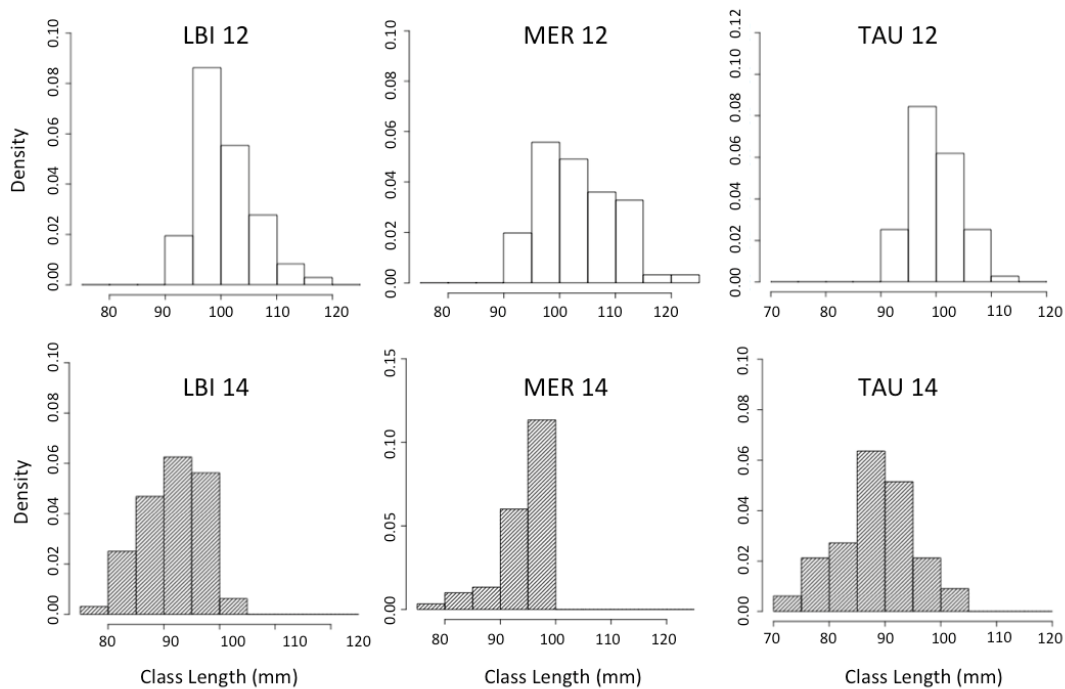 LBI 12
Density
0.00 0.02 0.04 0.06 0.08 0.10
80 90 100 110 120
MER 12
0.00 0.02 0.04 0.06 0.08 0.10
80 90 100 110 120
TAU 12
0.00 0.02 0.04 0.06 0.08 0.10 0.12
70 80 90 100 110 120
LBI 14
Density
0.00 0.02 0.04 0.06 0.08 0.10
80 90 100 110 120
Class Length (mm)
MER 14
0.00 0.05 0.10 0.15
80 90 100 110 120
Class Length (mm)
TAU 14
0.00 0.02 0.04 0.06 0.08 0.10
70 80 90 100 110 120
Class Length (mm)